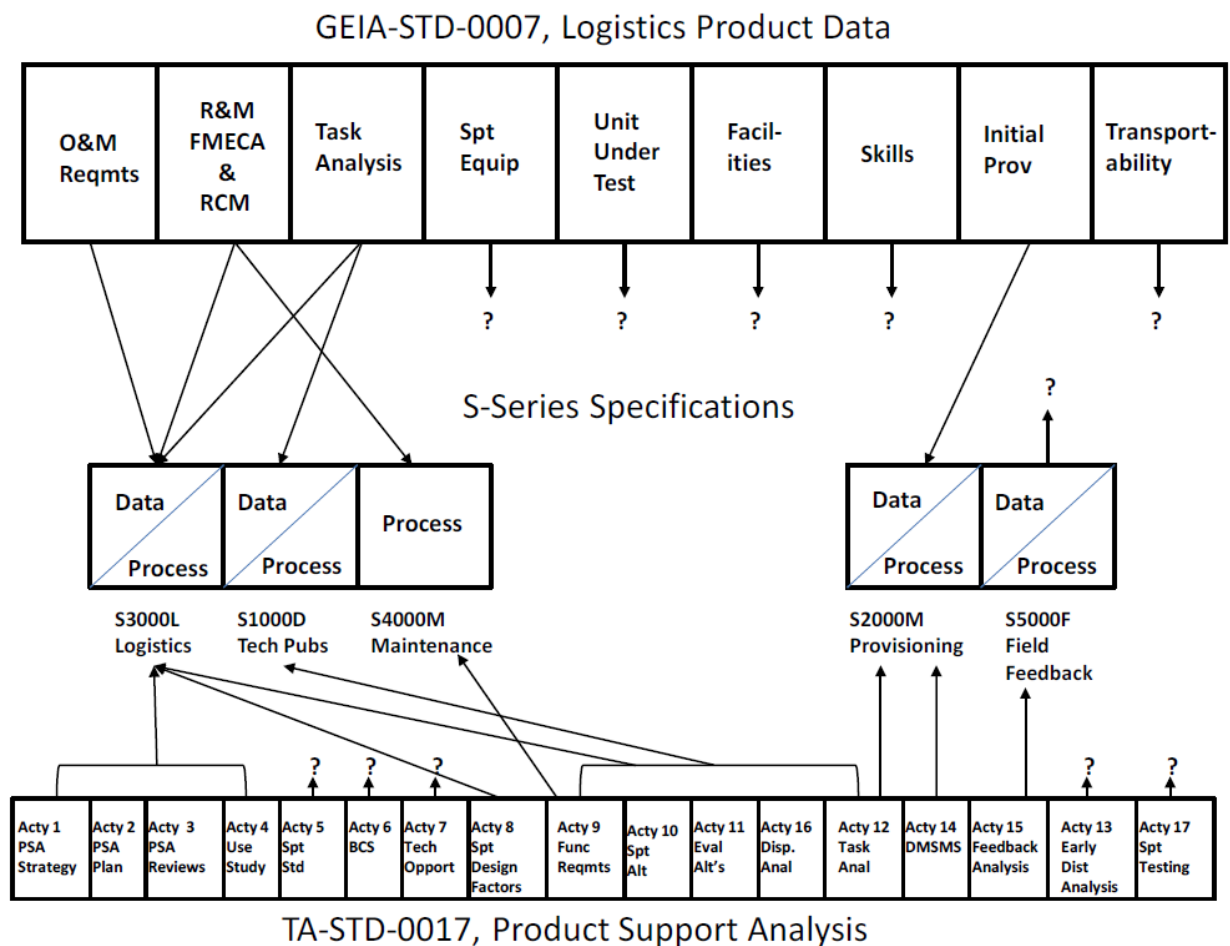 GEIA-STD-0007, Logistics Product Data
O&M
Reqmts
R&M
FMECA
&
RCM
Task
Analysis
Spt
Equip
Unit
Under
Test
Facil-
ities
Skills
Initial
Prov
Transport-
ability
?
?
?
?
?
?
S-Series Specifications
Data
Process
Data
Process
Process
Data
Process
Data
Process
S3000L
Logistics
S1000D
Tech Pubs
S4000M
Maintenance
S2000M
Provisioning
S5000F
Field
Feedback
?
?
?
?
?
Acty 1
PSA
Strategy
Acty 2
PSA
Plan
Acty 3
PSA
Reviews
Acty 4
Use
Study
Acty 5
Spt
Std
Acty 6
BCS
Acty 7
Tech
Opport
Acty 8
Spt
Design
Factors
Acty 9
Func
Reqmts
Acty 10
Spt
Alt
Acty 11
Eval
Alt's
Acty 16
Disp.
Anal
Acty 12
Task
Anal
Acty 14
DMSMS
Acty 15
Feedback
Analysis
Acty 13
Early
Dist
Analysis
Acty 17
Spt
Testing
TA-STD-0017, Product Support Analysis